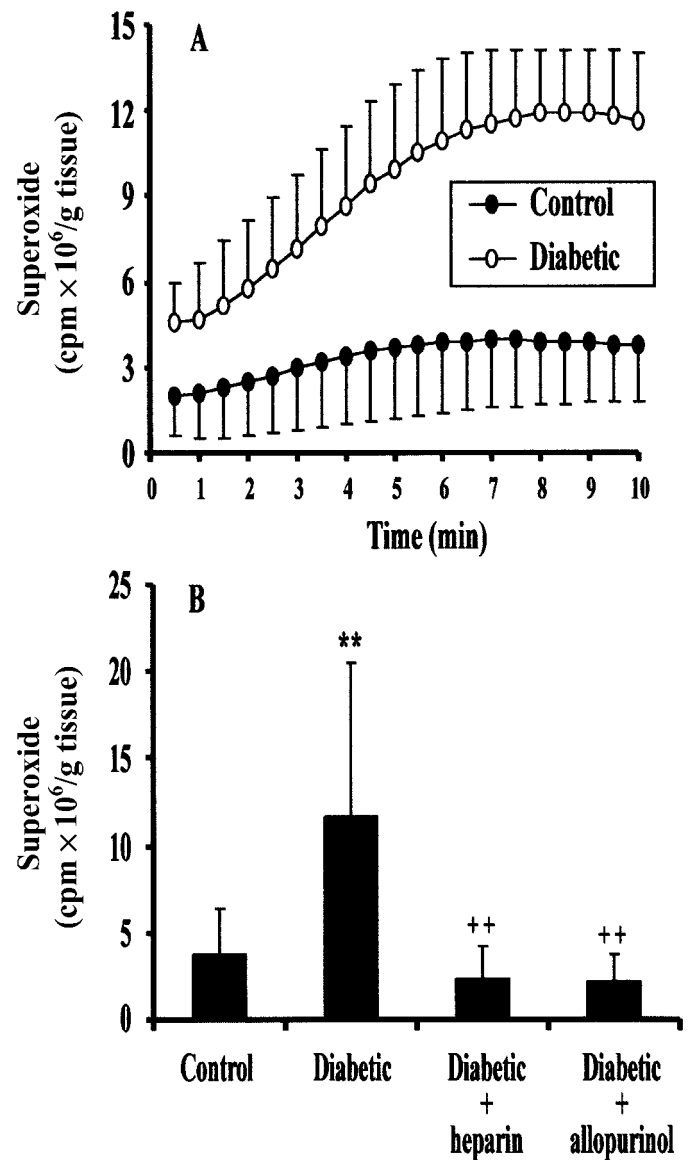 A
15
12
9
6
3
0
Superoxide
(cpm × 10⁶/g tissue)
Control
Diabetic
0 1 2 3 4 5 6 7 8 9 10
Time (min)
B
25
20
15
10
5
0
Superoxide
(cpm × 10⁶/g tissue)
**
++
++
Control
Diabetic
Diabetic
+
heparin
Diabetic
+
allopurinol